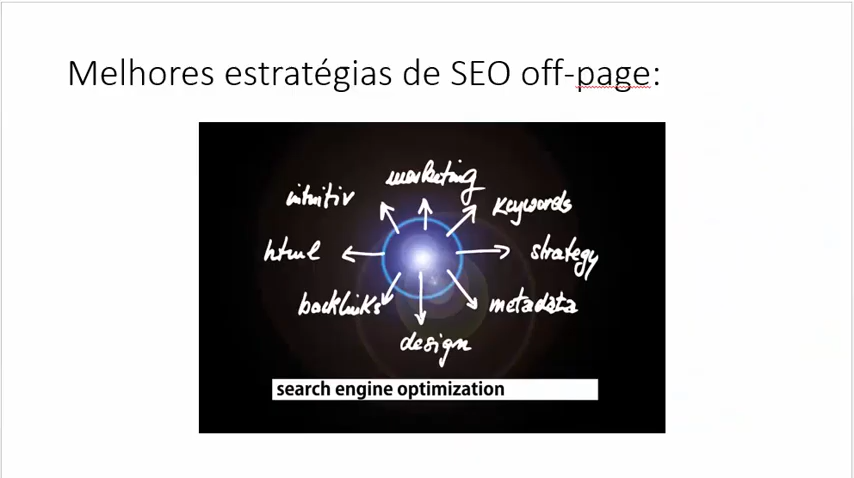 Melhores estratégias de SEO off-page:
marketing
intuitiv
keywords
html
strategy
backlinks
metadata
design
search engine optimization